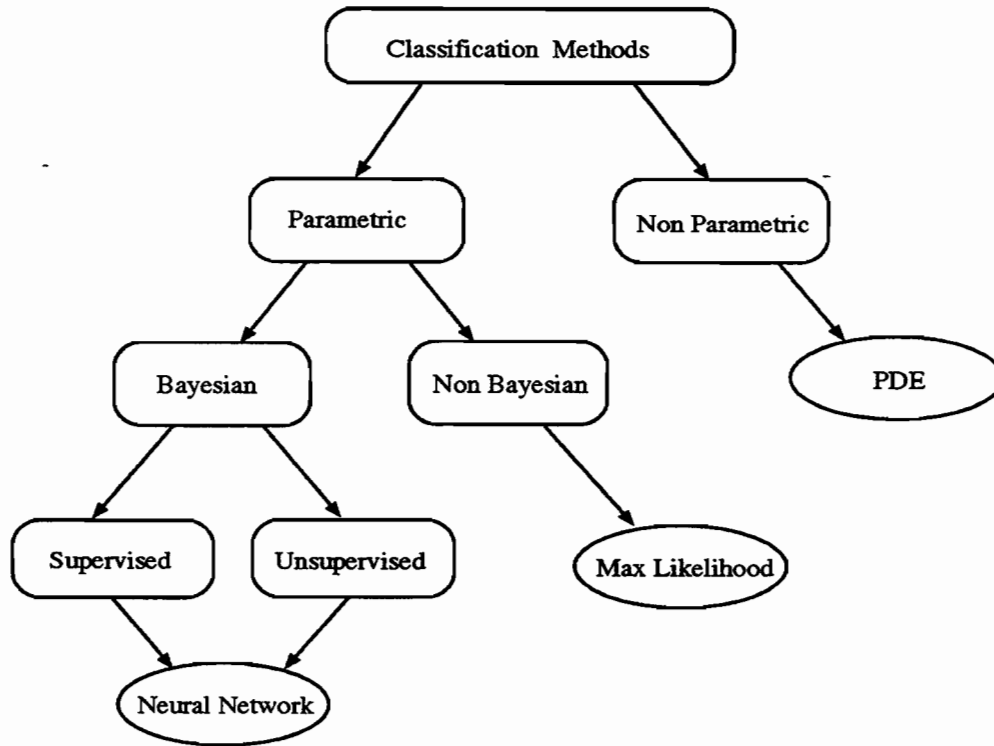 Classification Methods
Parametric
Non Parametric
Bayesian
Non Bayesian
PDE
Supervised
Unsupervised
Max Likelihood
Neural Network